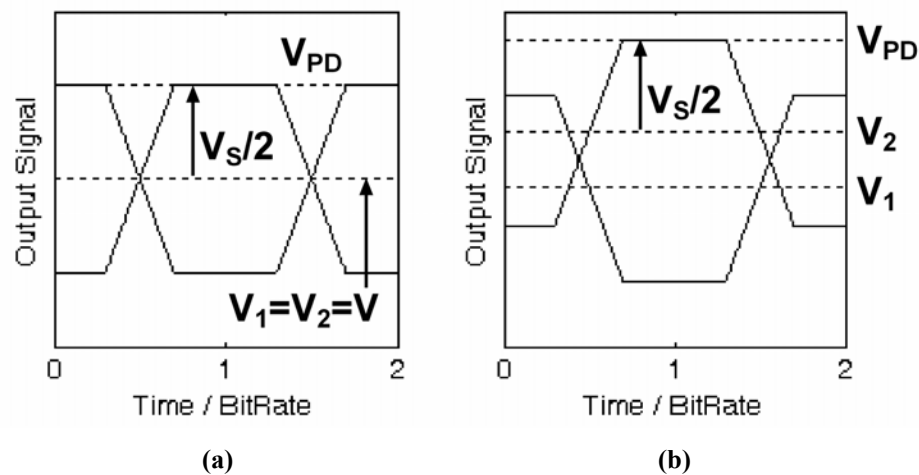 V_PD
V_S/2
V_1=V_2=V
Output Signal
0 1 2
Time / BitRate
(a)
V_PD
V_S/2
V_2
V_1
Output Signal
0 1 2
Time / BitRate
(b)